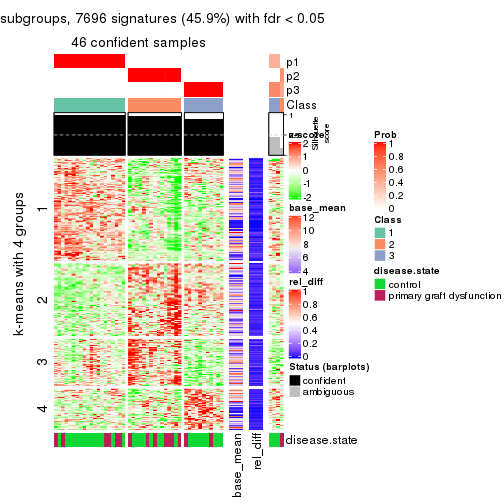 subgroups, 7696 signatures (45.9%) with fdr < 0.05
46 confident samples
p1
p2
p3
Class
1
Silhouette
score
z-score
2
1
0
-1
-2
Prob
1
0.8
0.6
0.4
0.2
0
base_mean
12
10
8
6
4
Class
1
2
3
disease.state
control
primary graft dysfunction
rel_diff
1
0.8
0.6
0.4
0.2
0
Status (barplots)
confident
ambiguous
k-means with 4 groups
1
2
3
4
disease.state
base_mean
rel_diff